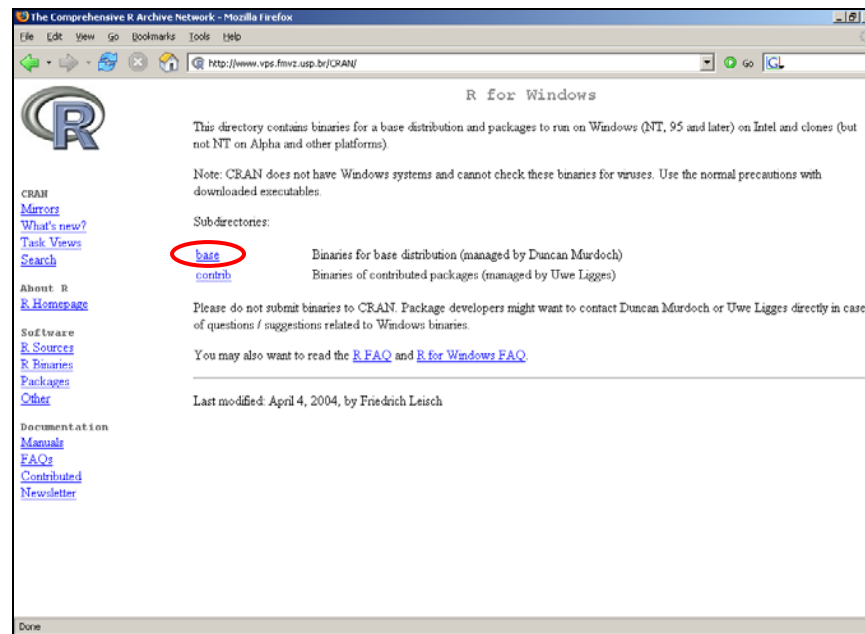 The Comprehensive R Archive Network - Mozilla Firefox
File Edit View Go Bookmarks Tools Help
http://www.vps.fmvz.usp.br/CRAN/ Go G
R
CRAN
Mirrors
What's new?
Task Views
Search
About R
R Homepage
Software
R Sources
R Binaries
Packages
Other
Documentation
Manuals
FAQs
Contributed
Newsletter
R for Windows
This directory contains binaries for a base distribution and packages to run on Windows (NT, 95 and later) on Intel and clones (but
not NT on Alpha and other platforms).
Note: CRAN does not have Windows systems and cannot check these binaries for viruses. Use the normal precautions with
downloaded executables.
Subdirectories:
base Binaries for base distribution (managed by Duncan Murdoch)
contrib Binaries of contributed packages (managed by Uwe Ligges)
Please do not submit binaries to CRAN. Package developers might want to contact Duncan Murdoch or Uwe Ligges directly in case
of questions / suggestions related to Windows binaries.
You may also want to read the R FAQ and R for Windows FAQ.
Last modified: April 4, 2004, by Friedrich Leisch
Done